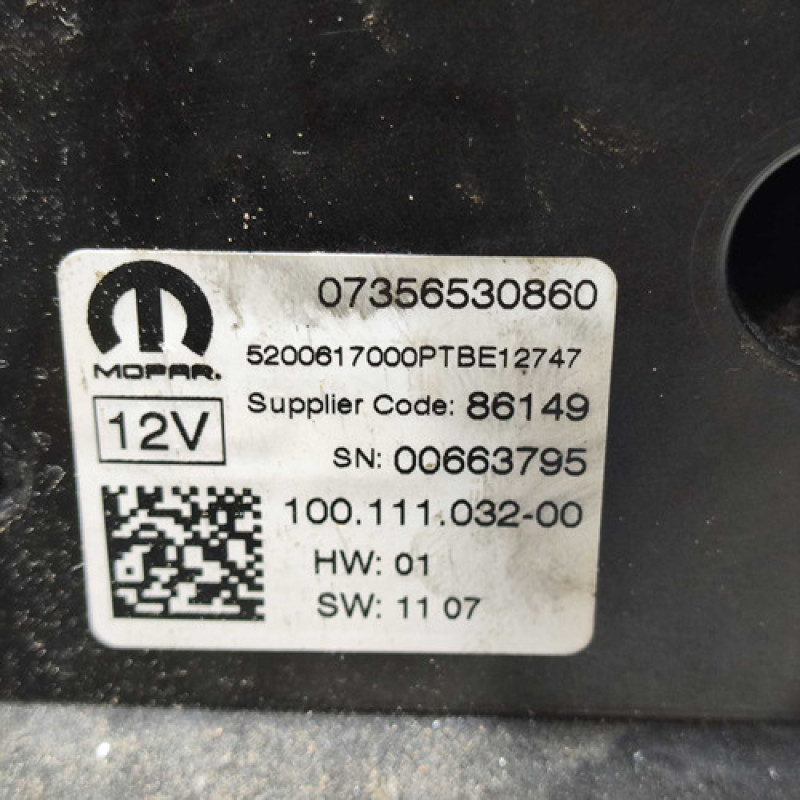 07356530860
MOPAR.
5200617000PTBE12747
12V
Supplier Code: 86149
SN: 00663795
100.111.032-00
HW: 01
SW: 11 07